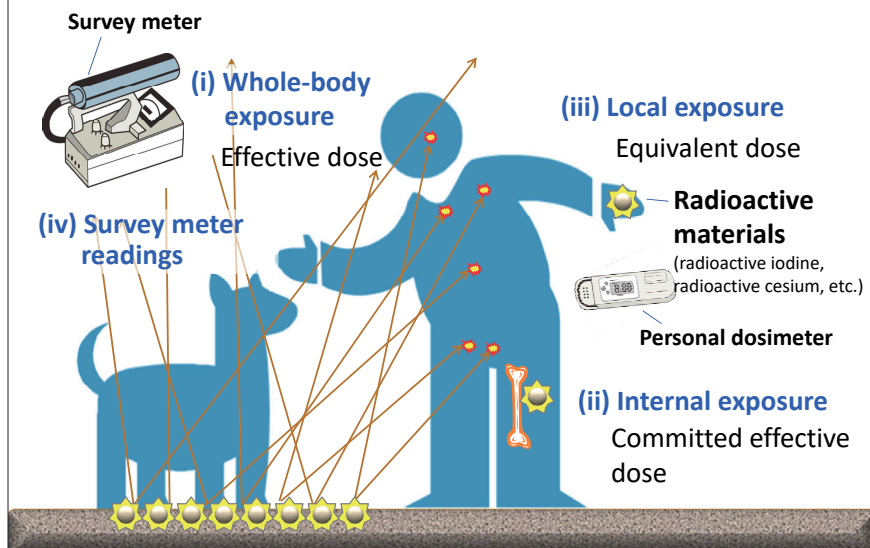 Survey meter
(i) Whole-body
exposure
Effective dose
(iv) Survey meter
readings
(iii) Local exposure
Equivalent dose
Radioactive
materials
(radioactive iodine,
radioactive cesium, etc.)
Personal dosimeter
(ii) Internal exposure
Committed effective
dose